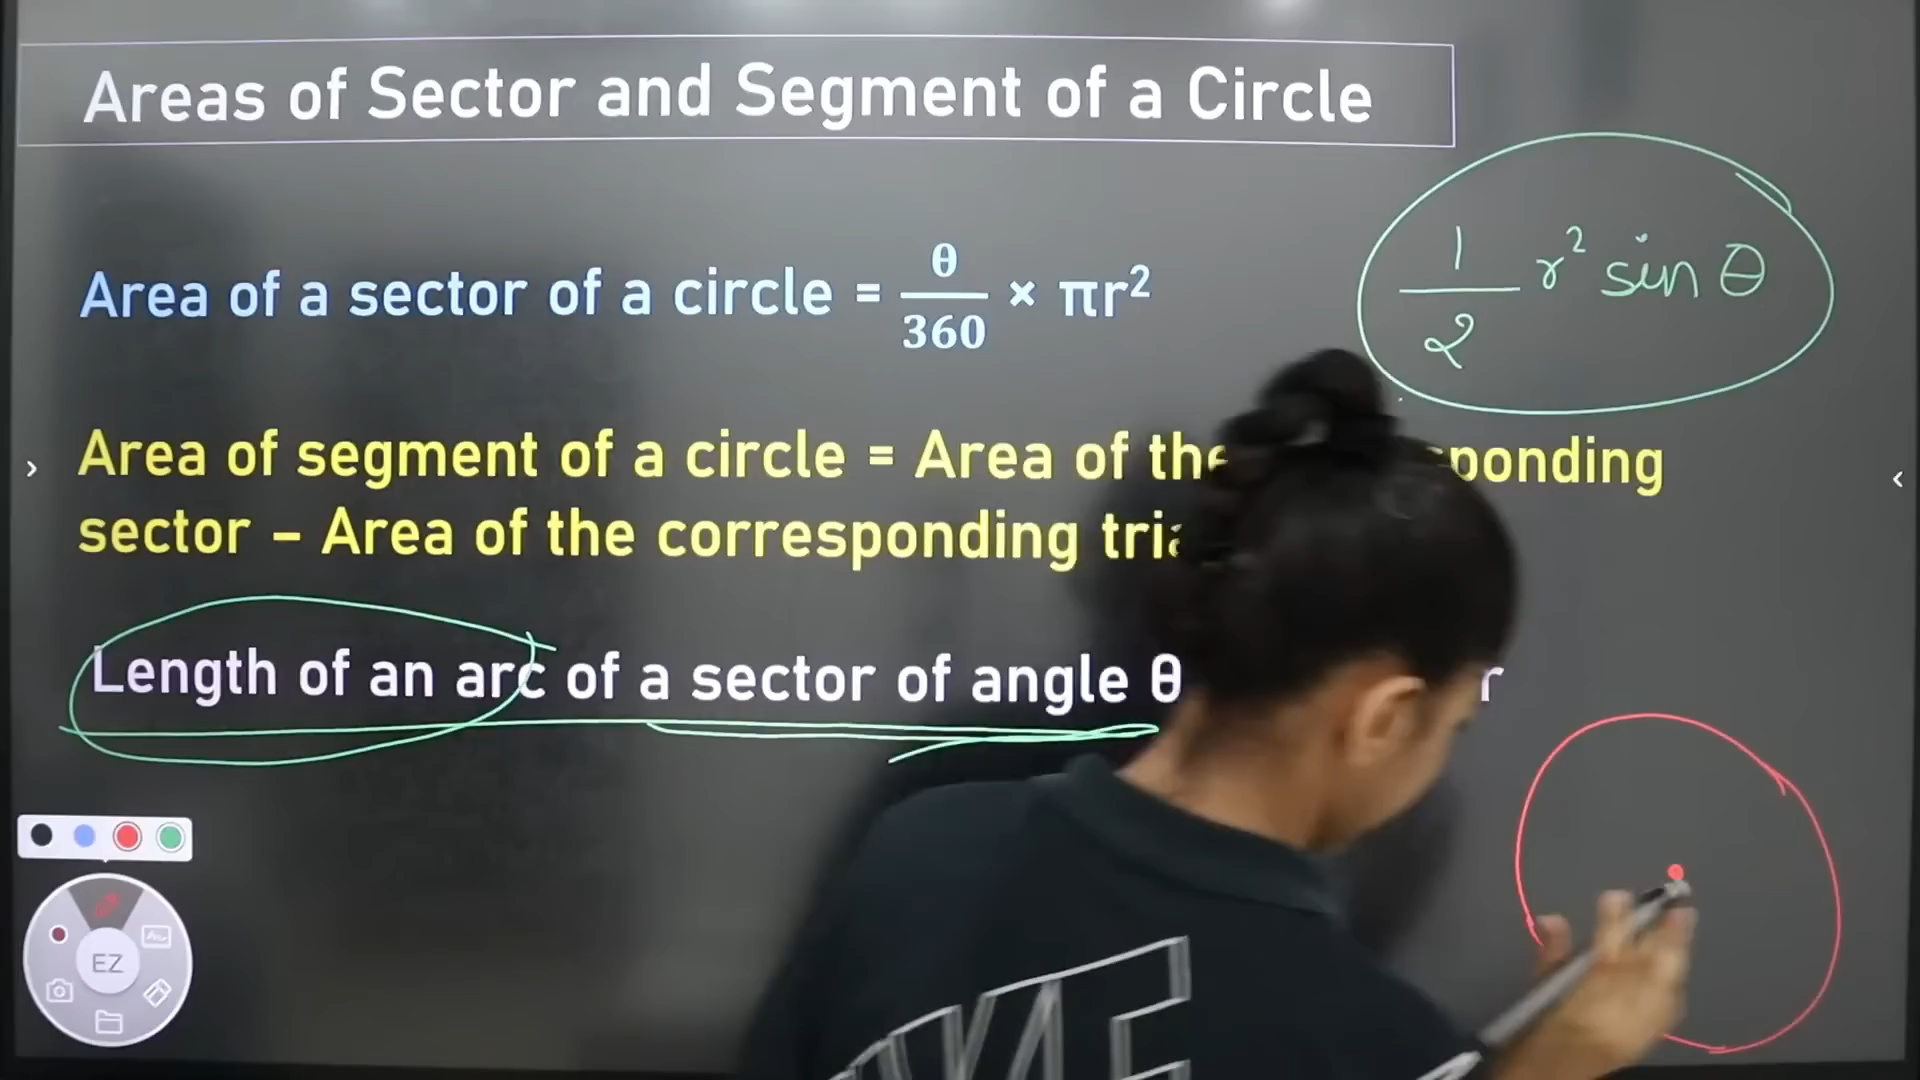 Areas of Sector and Segment of a Circle
Area of a sector of a circle = θ/360 × πr²
1/2 r² sin θ
Area of segment of a circle = Area of
sector – Area of the corresponding
Length of an arc of a sector of angle θ r
EZ